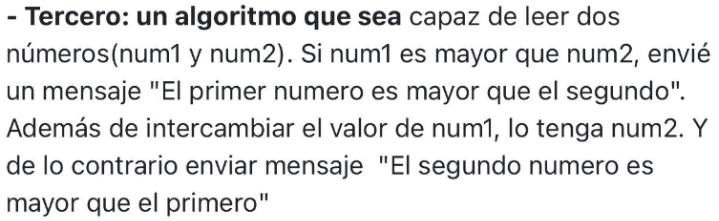 - Tercero: un algoritmo que sea capaz de leer dos
números(num1 y num2). Si num1 es mayor que num2, envié
un mensaje "El primer numero es mayor que el segundo".
Además de intercambiar el valor de num1, lo tenga num2. Y
de lo contrario enviar mensaje  "El segundo numero es
mayor que el primero"